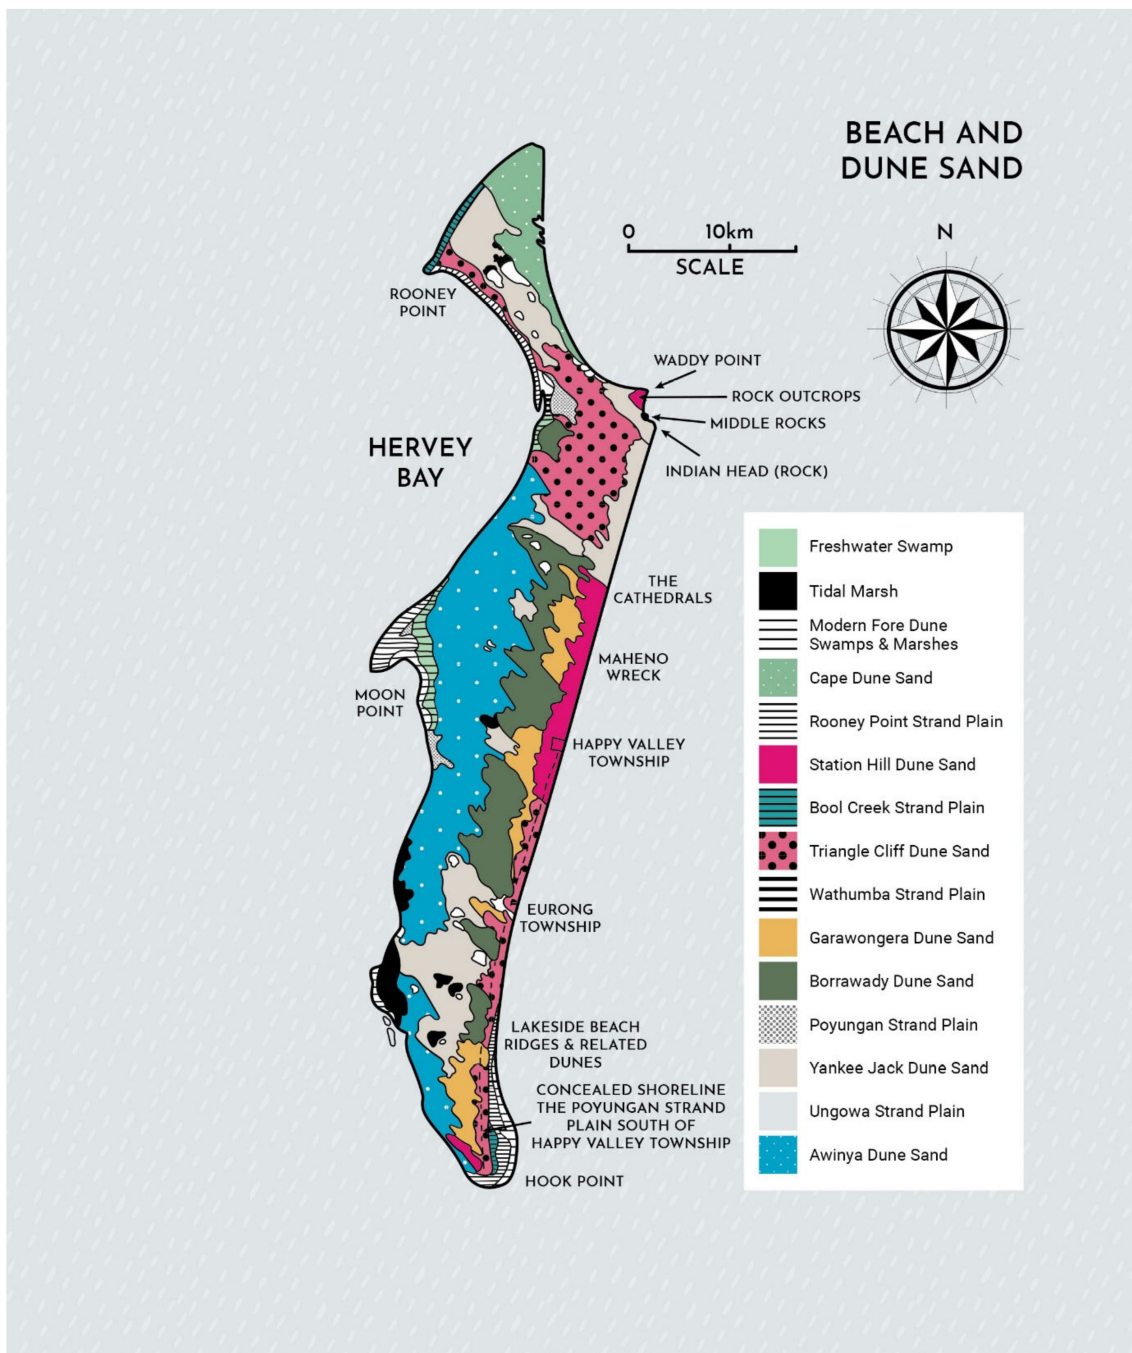 BEACH AND
DUNE SAND
0 10km
SCALE
N
ROONEY
POINT
WADDY POINT
ROCK OUTCROPS
MIDDLE ROCKS
INDIAN HEAD (ROCK)
HERVEY
BAY
THE
CATHEDRALS
MAHENO
WRECK
MOON
POINT
HAPPY VALLEY
TOWNSHIP
EURONG
TOWNSHIP
LAKESIDE BEACH
RIDGES & RELATED
DUNES
CONCEALED SHORELINE
THE POYUNGAN STRAND
PLAIN SOUTH OF
HAPPY VALLEY TOWNSHIP
HOOK POINT
Freshwater Swamp
Tidal Marsh
Modern Fore Dune
Swamps & Marshes
Cape Dune Sand
Rooney Point Strand Plain
Station Hill Dune Sand
Bool Creek Strand Plain
Triangle Cliff Dune Sand
Wathumba Strand Plain
Garawongera Dune Sand
Borrawady Dune Sand
Poyungan Strand Plain
Yankee Jack Dune Sand
Ungowa Strand Plain
Awinya Dune Sand